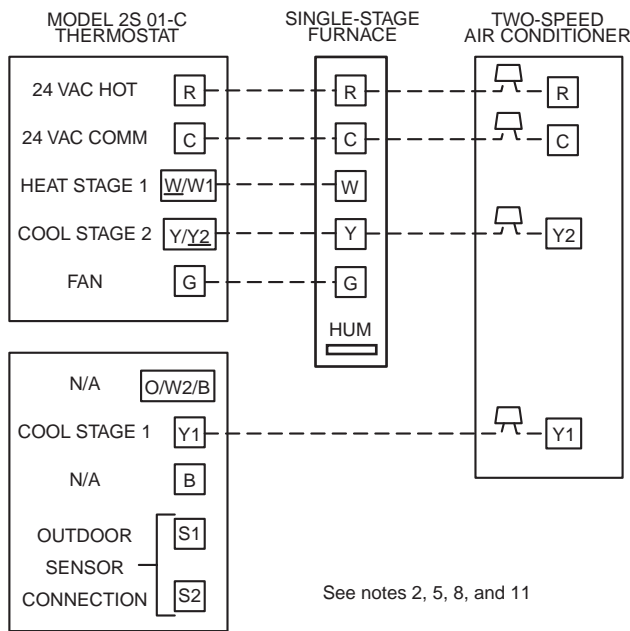 MODEL 2S 01-C
THERMOSTAT
SINGLE-STAGE
FURNACE
TWO-SPEED
AIR CONDITIONER
24 VAC HOT R R R
24 VAC COMM C C C
HEAT STAGE 1 W/W1 W
COOL STAGE 2 Y/Y2 Y Y2
FAN G G
HUM
N/A O/W2/B
COOL STAGE 1 Y1 Y1
N/A B
OUTDOOR S1
SENSOR
CONNECTION S2
See notes 2, 5, 8, and 11